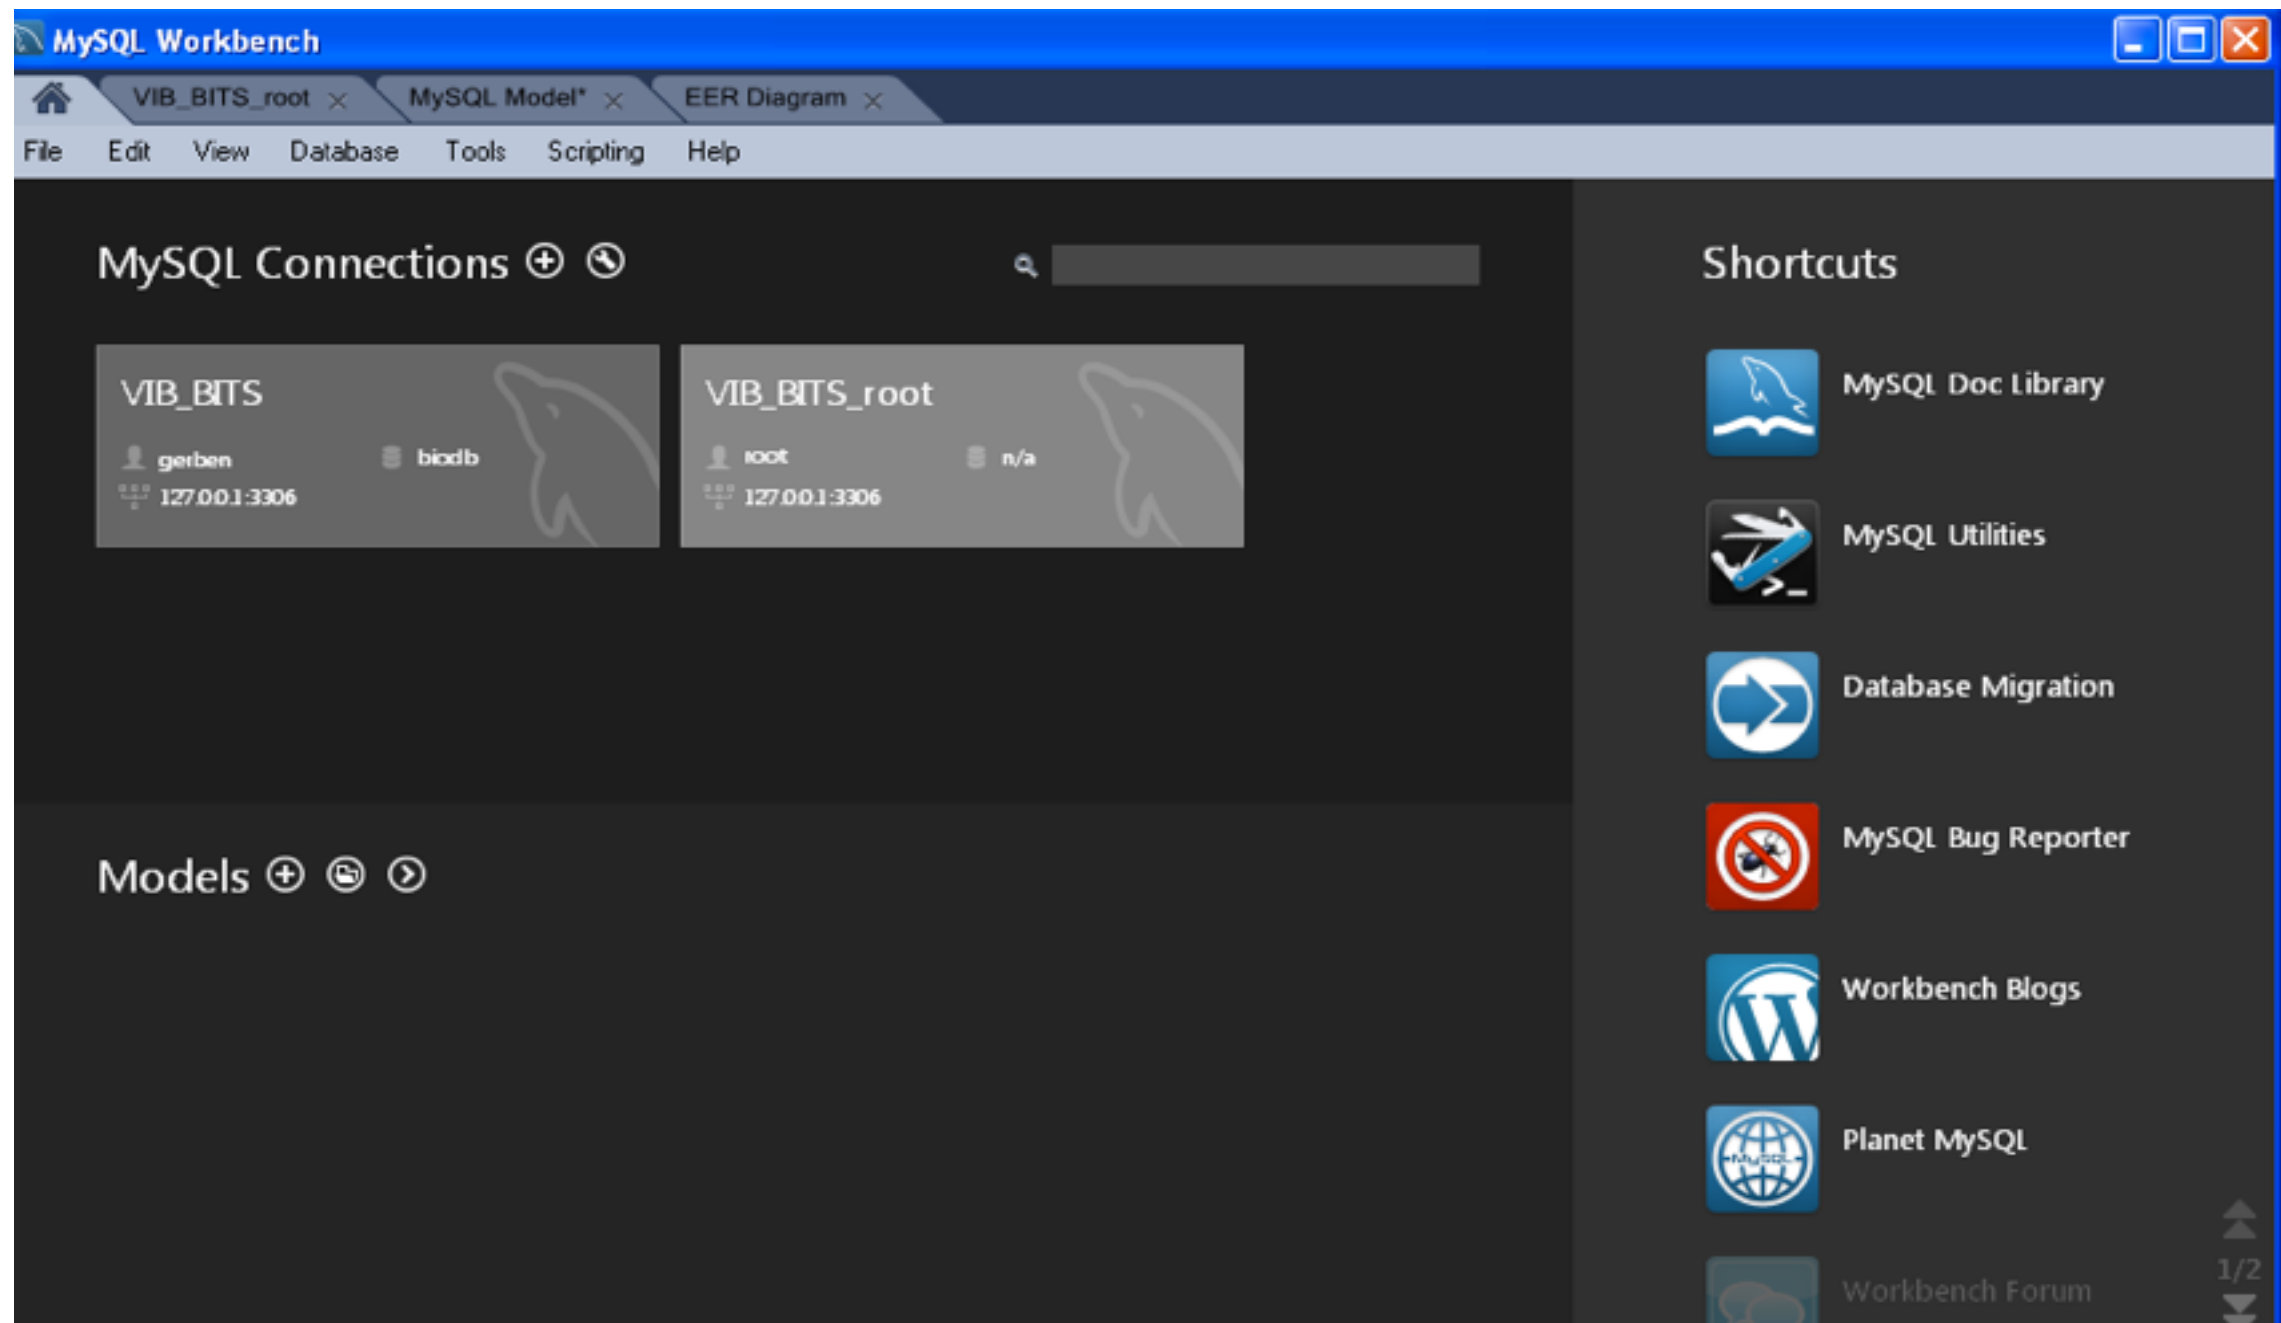 MySQL Workbench
VIB_BITS_root
MySQL Model*
EER Diagram
File Edit View Database Tools Scripting Help
MySQL Connections
VIB_BITS
gerben biodb
127.0.0.1:3306
VIB_BITS_root
root n/a
127.0.0.1:3306
Models
Shortcuts
MySQL Doc Library
MySQL Utilities
Database Migration
MySQL Bug Reporter
Workbench Blogs
MySQL
Planet MySQL
Workbench Forum
1/2